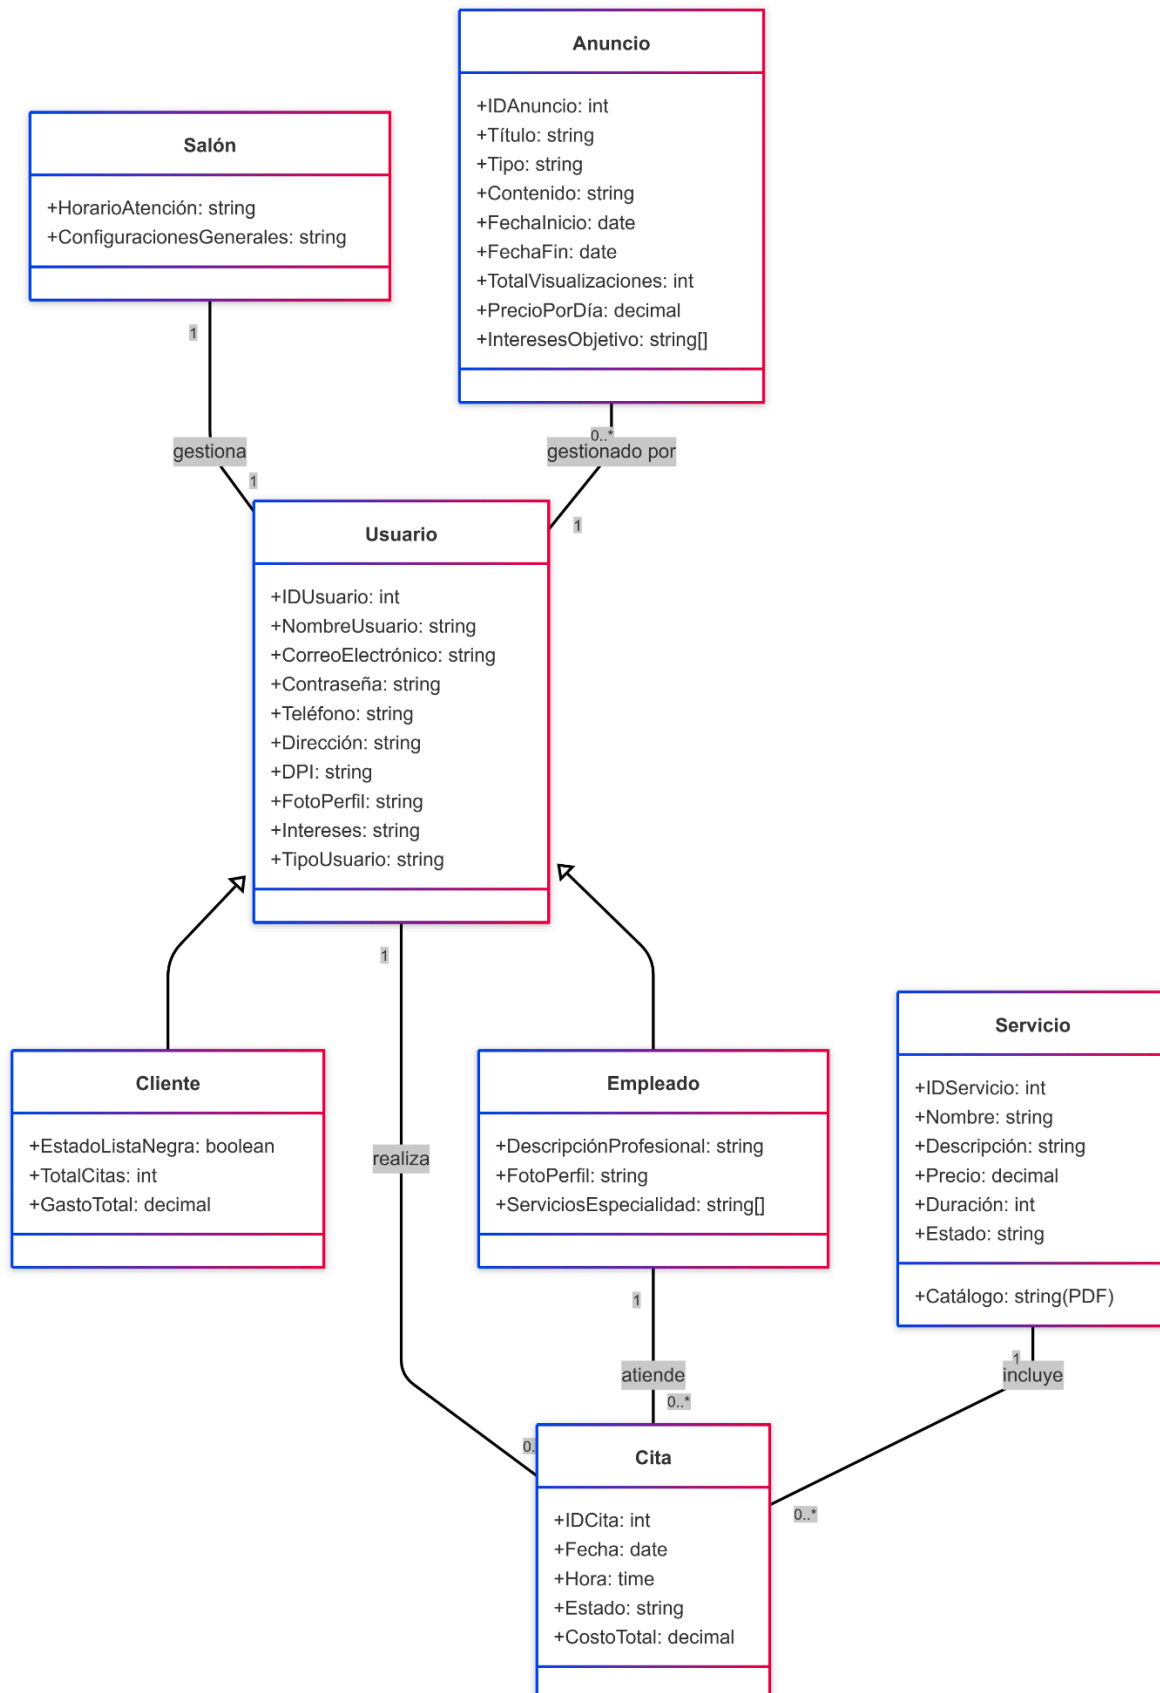 Anuncio
+IDAnuncio: int
+Título: string
+Tipo: string
+Contenido: string
+FechaInicio: date
+FechaFin: date
+TotalVisualizaciones: int
+PrecioPorDía: decimal
+InteresesObjetivo: string[]
Salón
+HorarioAtención: string
+ConfiguracionesGenerales: string
1
gestiona
1
0..*
gestionado por
1
Usuario
+IDUsuario: int
+NombreUsuario: string
+CorreoElectrónico: string
+Contraseña: string
+Teléfono: string
+Dirección: string
+DPI: string
+FotoPerfil: string
+Intereses: string
+TipoUsuario: string
1
realiza
0.
Cliente
+EstadoListaNegra: boolean
+TotalCitas: int
+GastoTotal: decimal
Empleado
+DescripciónProfesional: string
+FotoPerfil: string
+ServiciosEspecialidad: string[]
1
atiende
0..*
Servicio
+IDServicio: int
+Nombre: string
+Descripción: string
+Precio: decimal
+Duración: int
+Estado: string
+Catálogo: string(PDF)
1
incluye
0..*
Cita
+IDCita: int
+Fecha: date
+Hora: time
+Estado: string
+CostoTotal: decimal